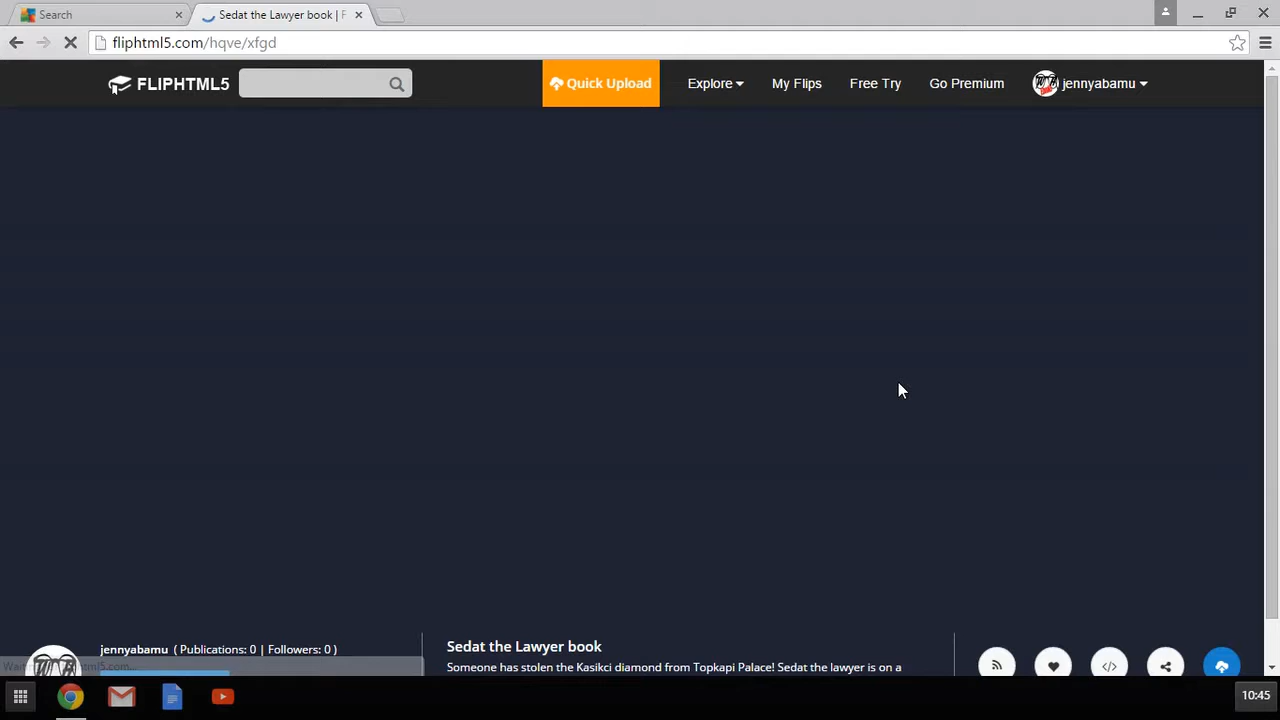 Search
Sedat the Lawyer book | F
fliphtml5.com/hqve/xfgd
FLIPHTML5
Quick Upload
Explore
My Flips
Free Try
Go Premium
jennyabamu
jennyabamu ( Publications: 0 | Followers: 0 )
Sedat the Lawyer book
Someone has stolen the Kasikci diamond from Topkapi Palace! Sedat the lawyer is on a
10:45